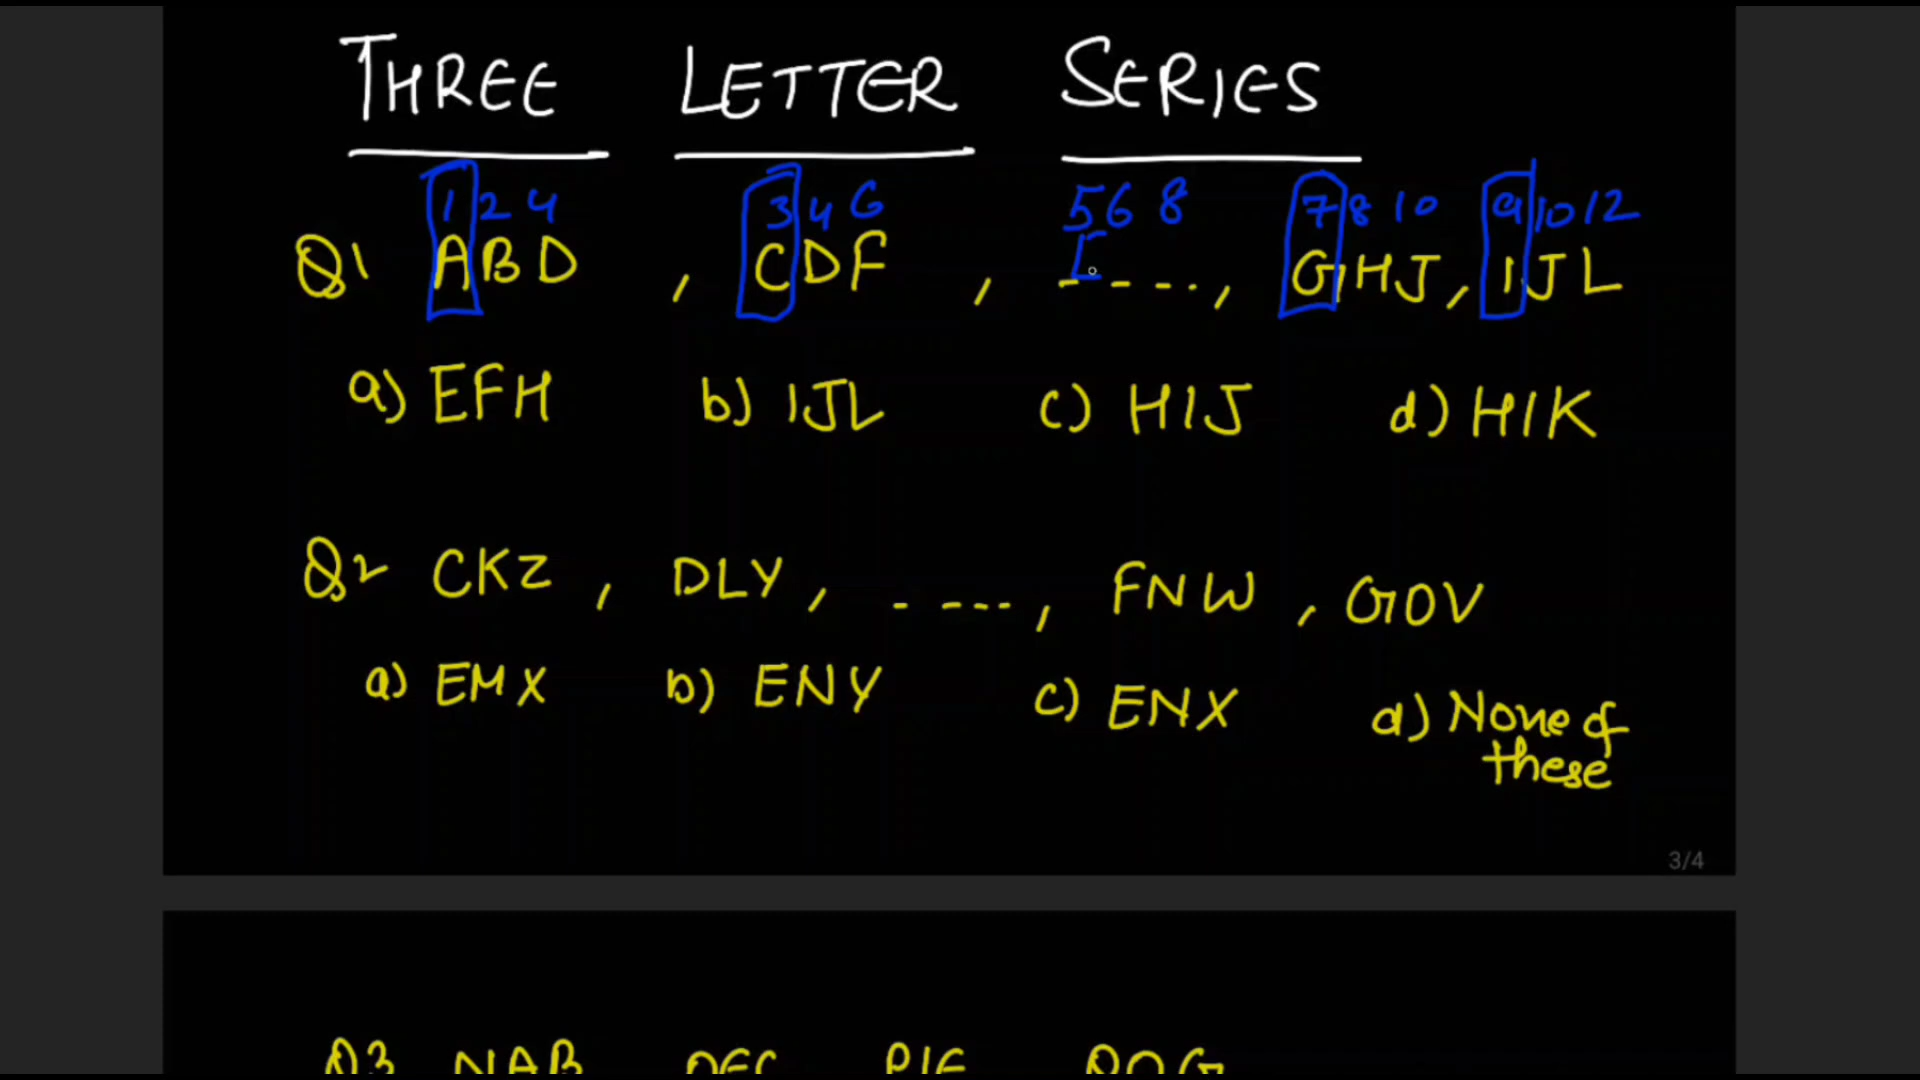 THREE LETTER SERIES
1 2 4 3 4 6 5 6 8 7 8 10 9 10 12
Q1 ABD , CDF , ----, GHJ, IJL
a) EFH b) IJL c) HIJ d) HIK
Q2 CKZ , DLY , ----, FNW , GOV
a) EMX b) ENY c) ENX d) None of
these
3/4
Q3 NAB